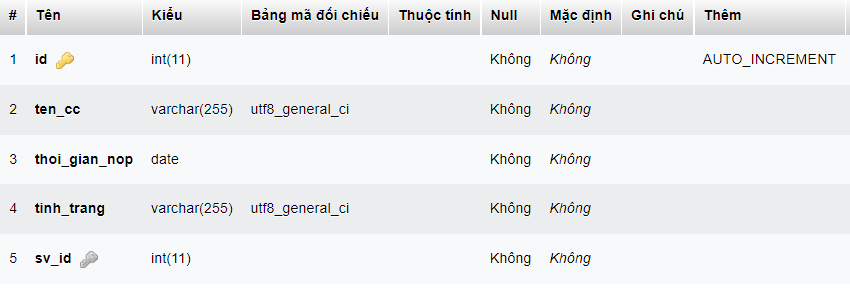 # Tên Kiểu Bảng mã đối chiếu Thuộc tính Null Mặc định Ghi chú Thêm
1 id int(11) Không Không AUTO_INCREMENT
2 ten_cc varchar(255) utf8_general_ci Không Không
3 thoi_gian_nop date Không Không
4 tinh_trang varchar(255) utf8_general_ci Không Không
5 sv_id int(11) Không Không